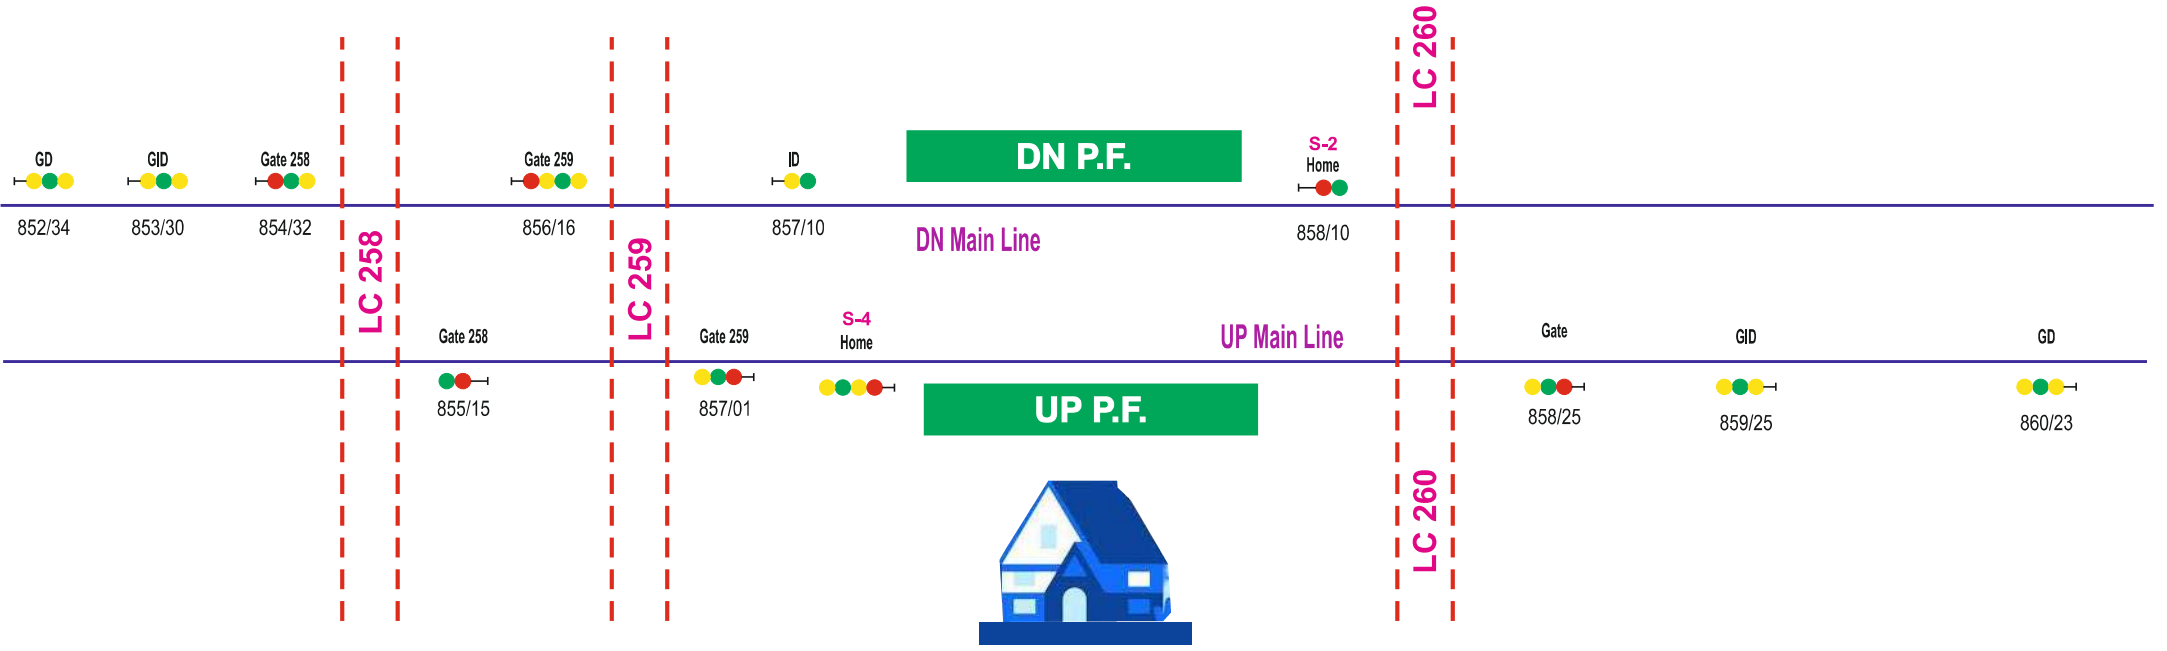 LC 260
S-2
GD
GID
Gate 258
Gate 259
ID
DN P.F.
Home
852/34
853/30
854/32
856/16
857/10
DN Main Line
858/10
LC 258
LC 259
S-4
Gate 258
Gate 259
Home
UP Main Line
Gate
GID
GD
855/15
857/01
UP P.F.
858/25
859/25
860/23
LC 260